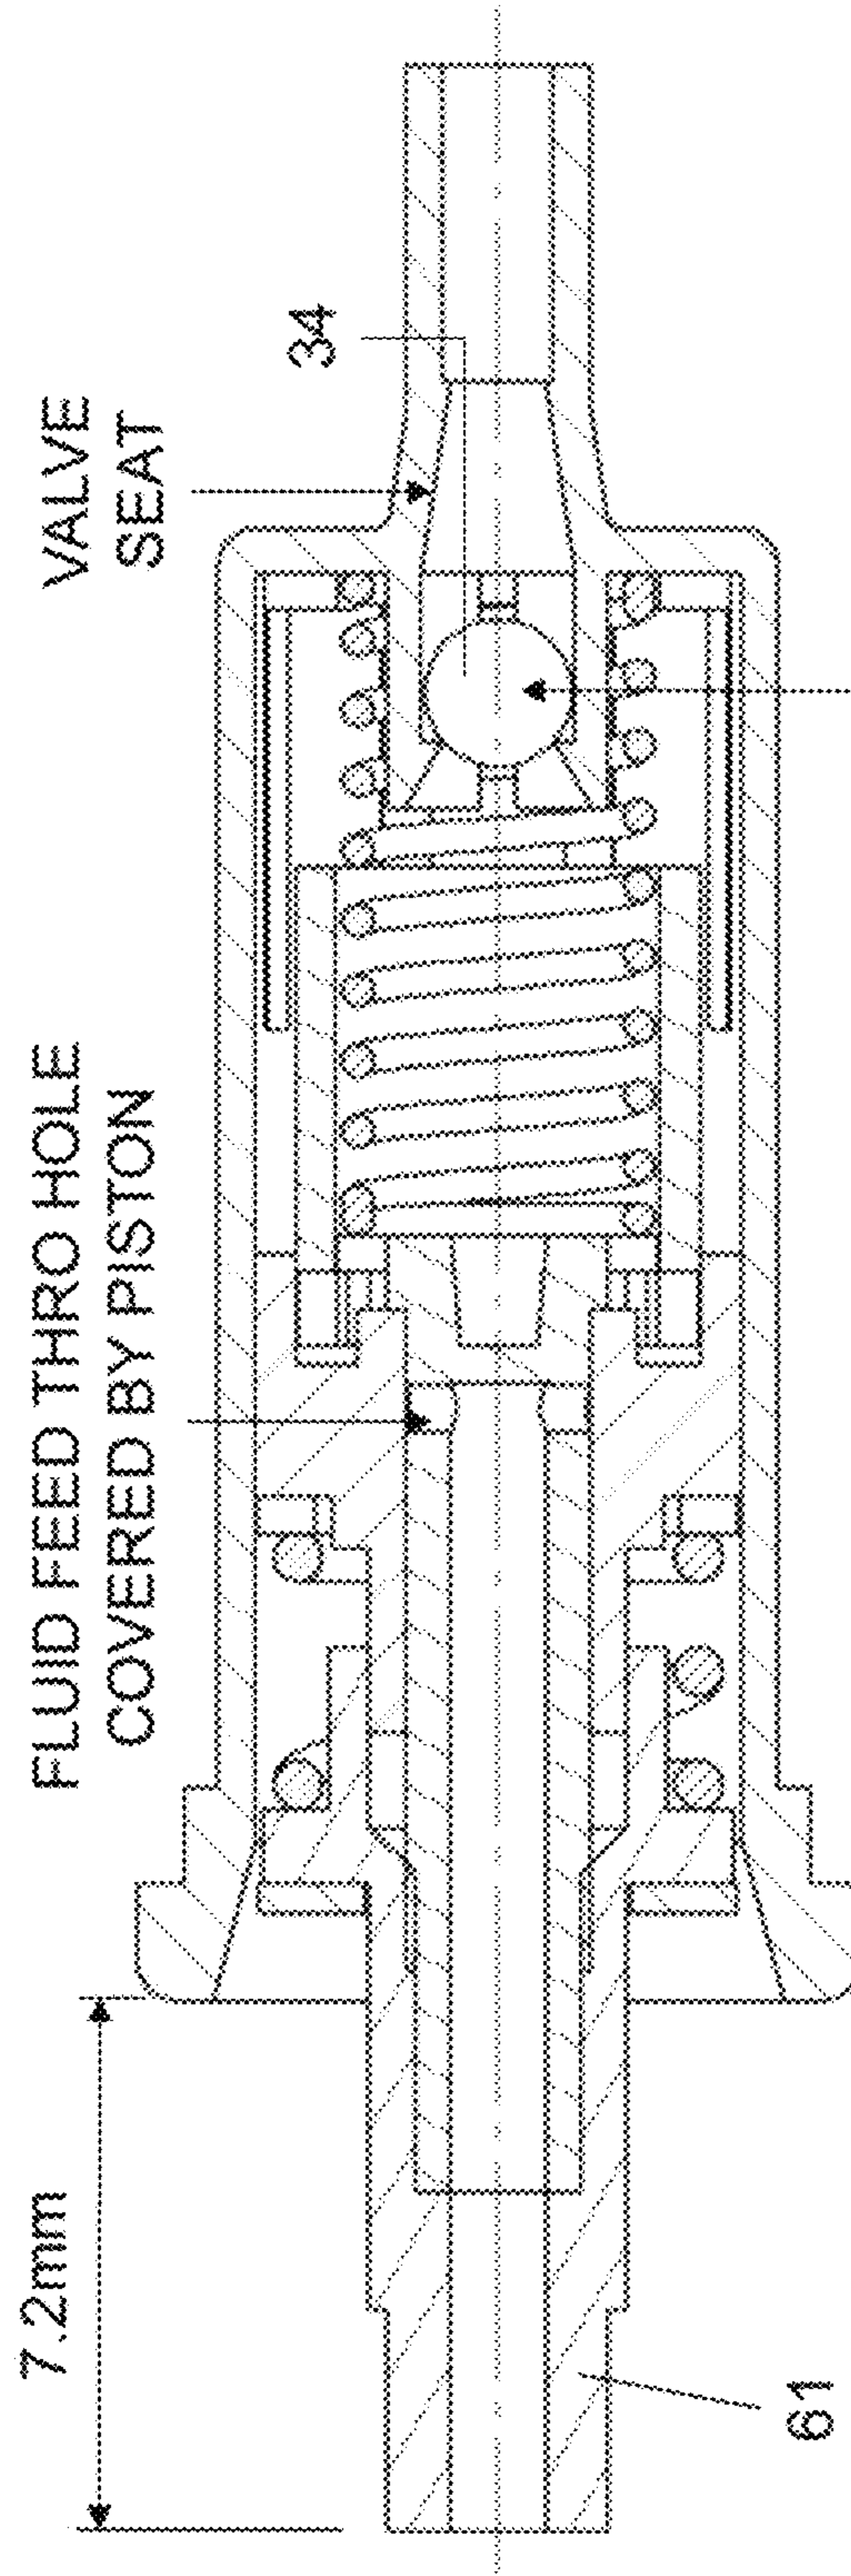 7.2mm
FLUID FEED THRO HOLE
COVERED BY PISTON
VALVE
SEAT
34
61